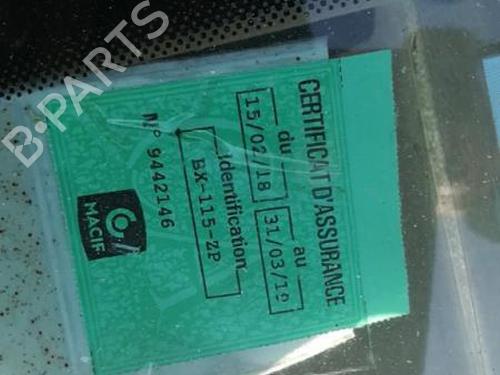 B-PARTS
CERTIFICAT D'ASSURANCE
du au
15/02/18 31/03/19
Identification
BX-115-ZP
N° 9442146
MACIF